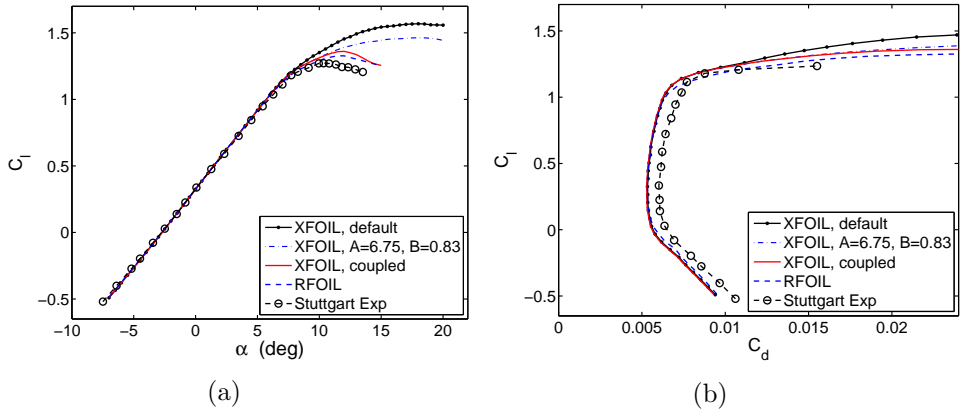 1.5
1
0.5
0
−0.5
C_l
−10
−5
0
5
10
15
20
α (deg)
XFOIL, default
XFOIL, A=6.75, B=0.83
XFOIL, coupled
RFOIL
Stuttgart Exp
(a)
1.5
1
0.5
0
−0.5
C_l
0
0.005
0.01
0.015
0.02
C_d
XFOIL, default
XFOIL, A=6.75, B=0.83
XFOIL, coupled
RFOIL
Stuttgart Exp
(b)